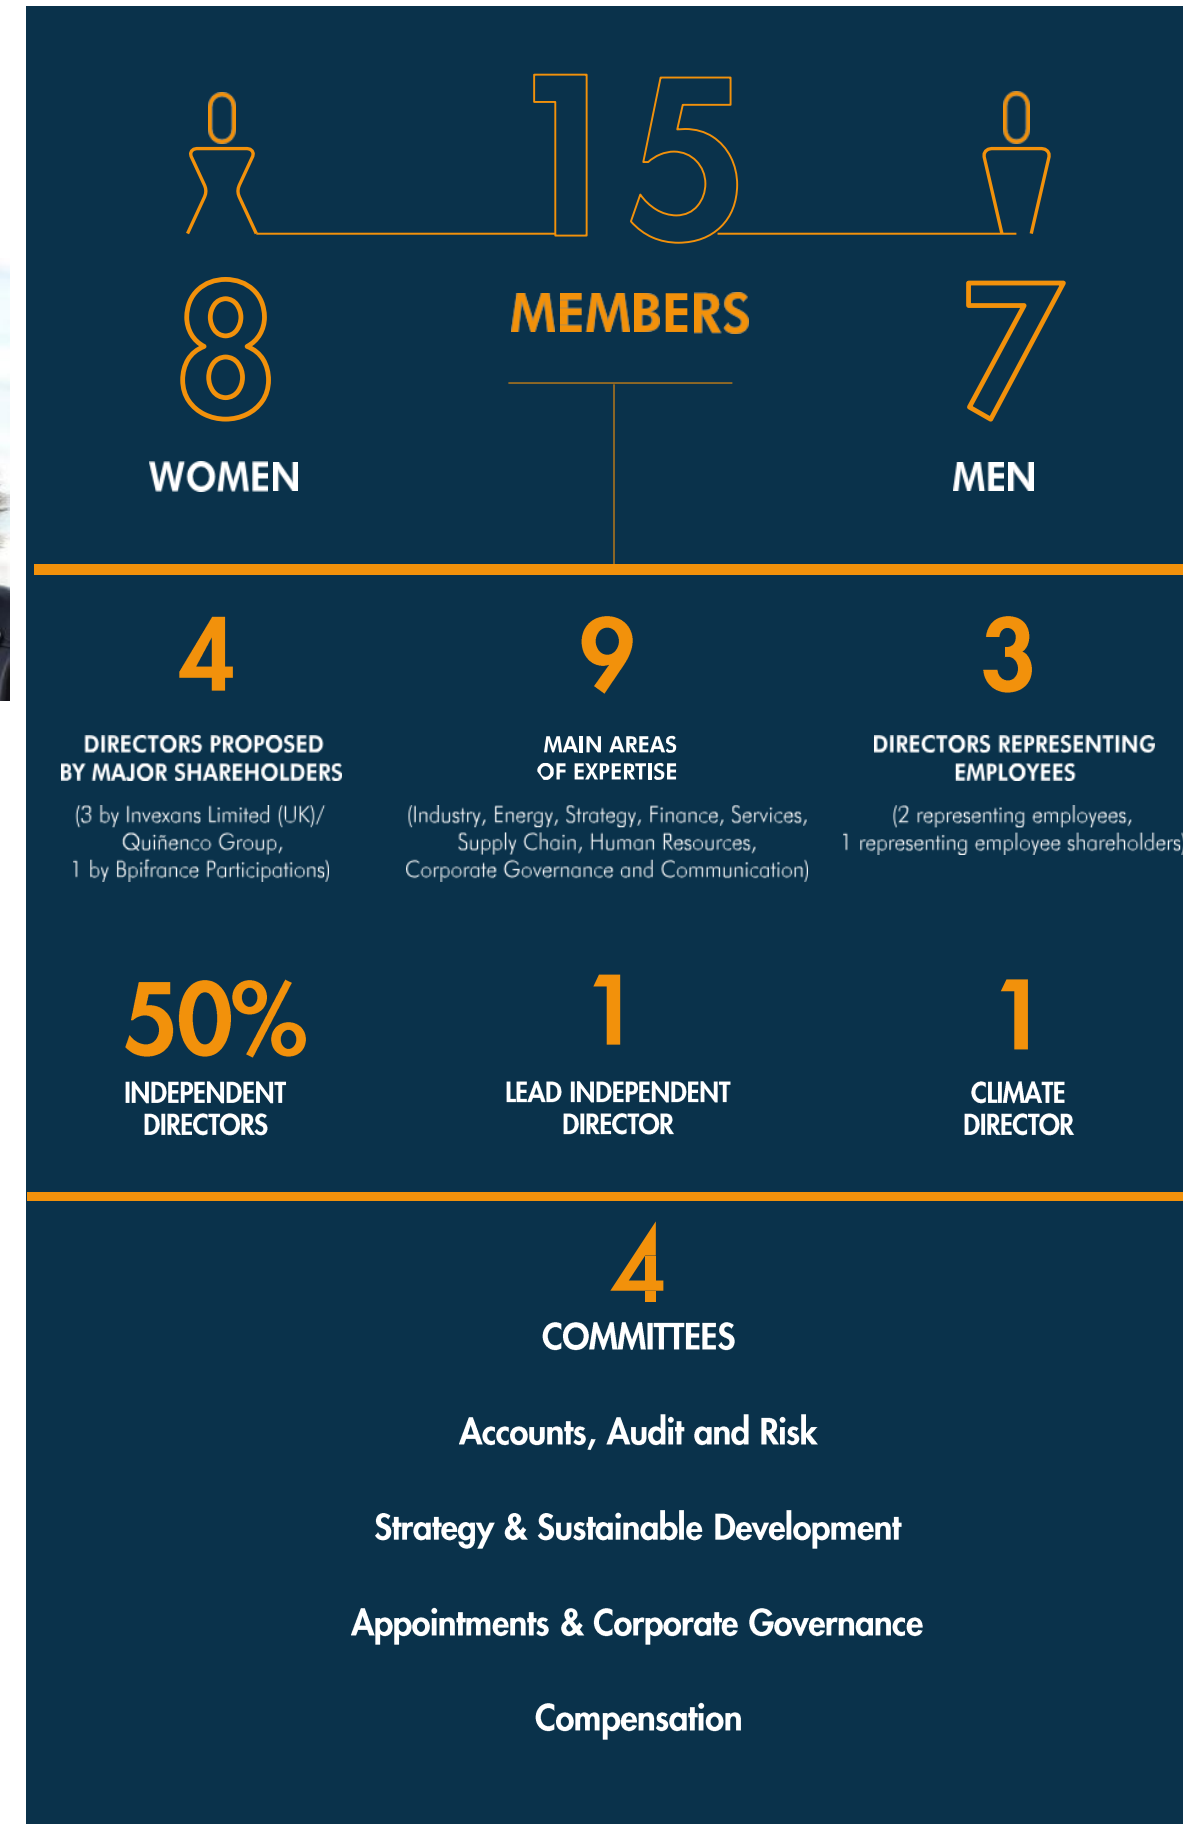 15
MEMBERS
8
WOMEN
7
MEN
4
DIRECTORS PROPOSED
BY MAJOR SHAREHOLDERS
(3 by Invexans Limited (UK)/
Quiñenco Group,
1 by Bpifrance Participations)
9
MAIN AREAS
OF EXPERTISE
(Industry, Energy, Strategy, Finance, Services,
Supply Chain, Human Resources,
Corporate Governance and Communication)
3
DIRECTORS REPRESENTING
EMPLOYEES
(2 representing employees,
1 representing employee shareholders)
50%
INDEPENDENT
DIRECTORS
1
LEAD INDEPENDENT
DIRECTOR
1
CLIMATE
DIRECTOR
4
COMMITTEES
Accounts, Audit and Risk
Strategy & Sustainable Development
Appointments & Corporate Governance
Compensation